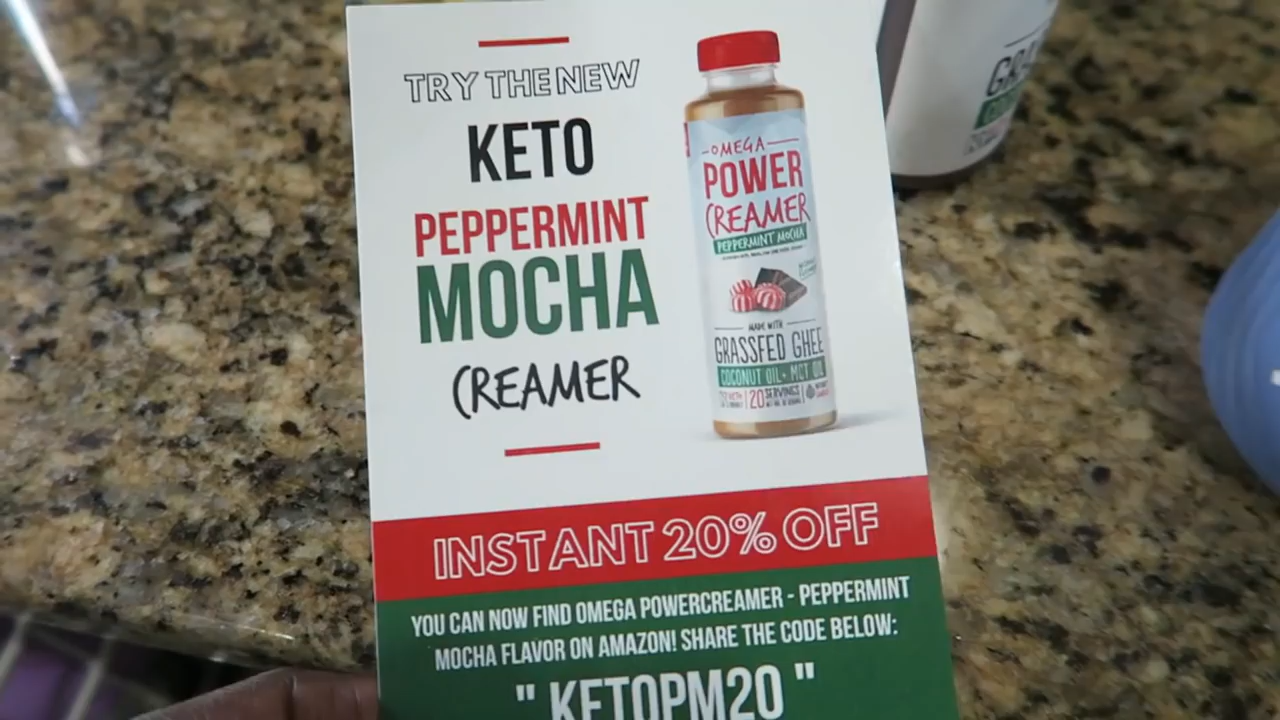 TRY THE NEW
KETO
PEPPERMINT
MOCHA
CREAMER
OMEGA
POWER
CREAMER
PEPPERMINT MOCHA
MADE WITH
GRASSFED GHEE
COCONUT OIL + MCT OIL
20 SERVINGS
INSTANT 20% OFF
YOU CAN NOW FIND OMEGA POWERCREAMER - PEPPERMINT
MOCHA FLAVOR ON AMAZON! SHARE THE CODE BELOW:
" KETOPM20 "